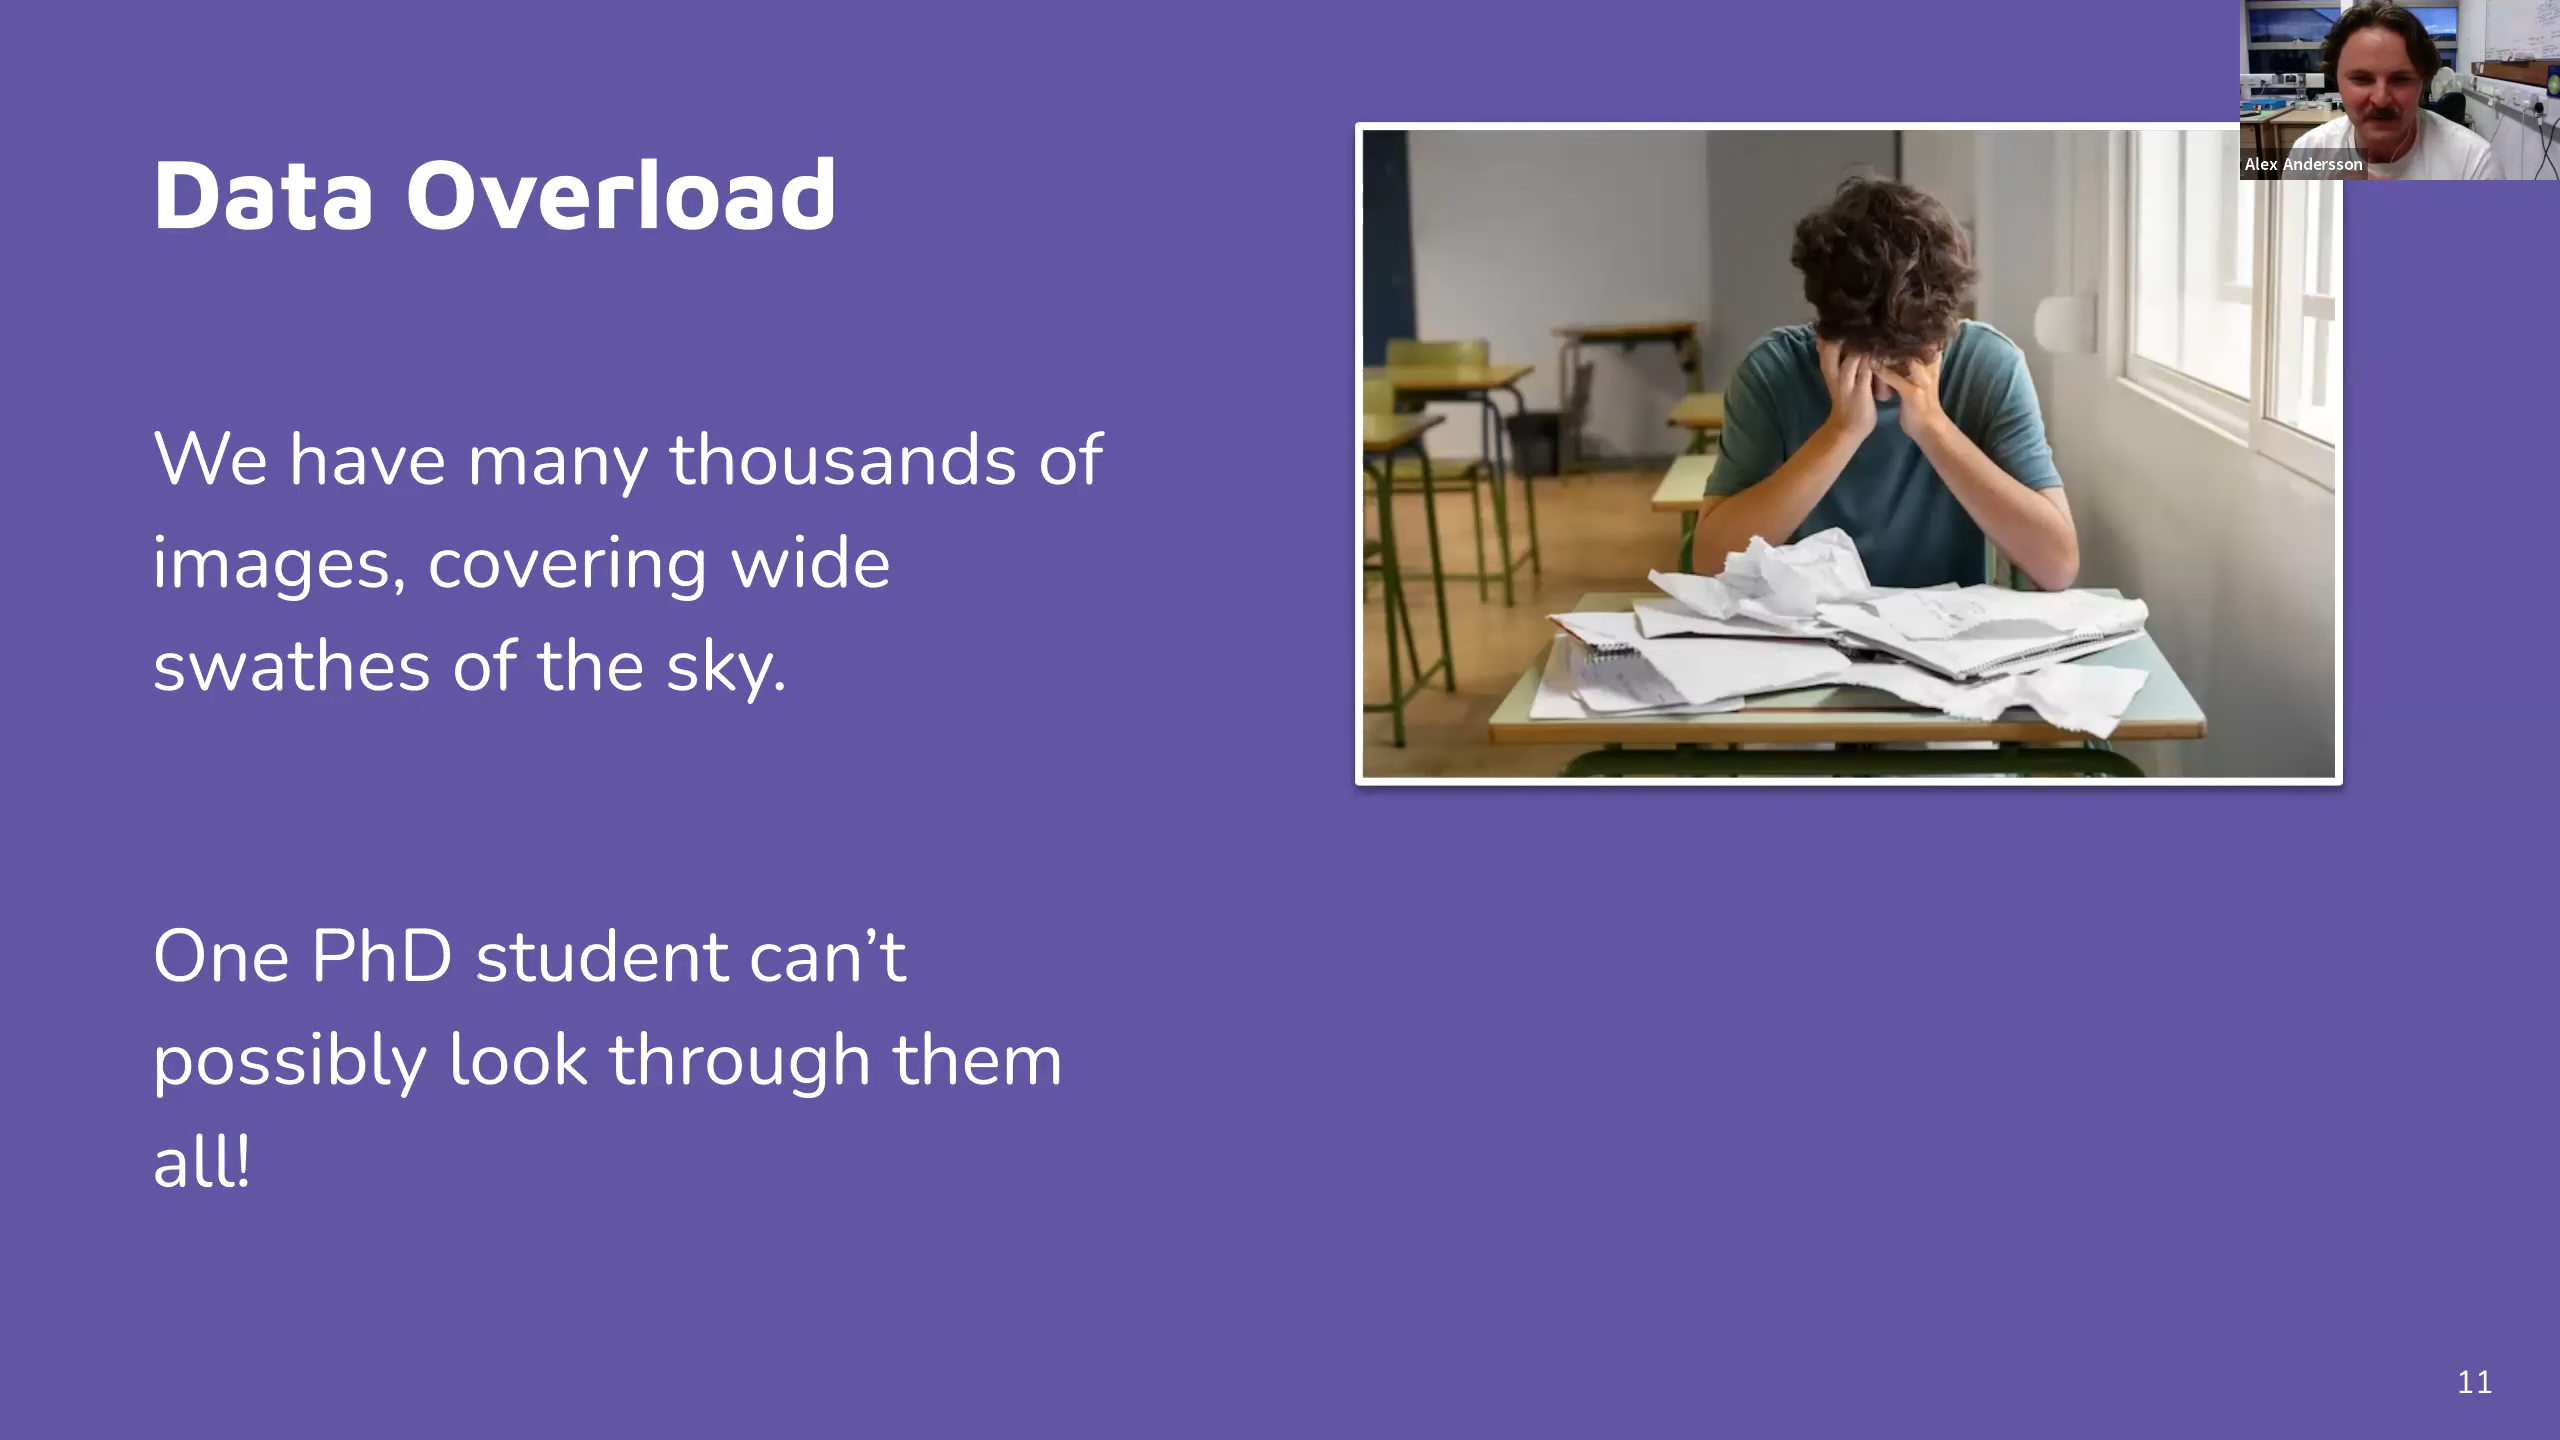 Data Overload
We have many thousands of
images, covering wide
swathes of the sky.
One PhD student can’t
possibly look through them
all!
Alex Andersson
11